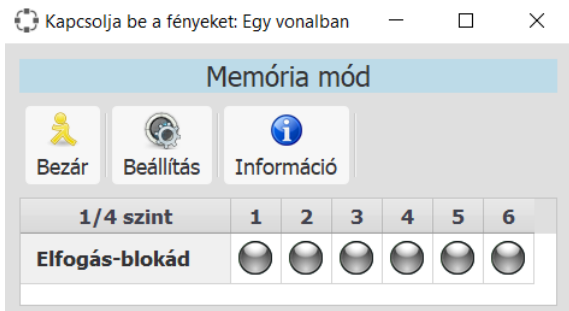 Kapcsolja be a fényeket: Egy vonalban
Memória mód
Bezár Beállítás Információ
1/4 szint 1 2 3 4 5 6
Elfogás-blokád